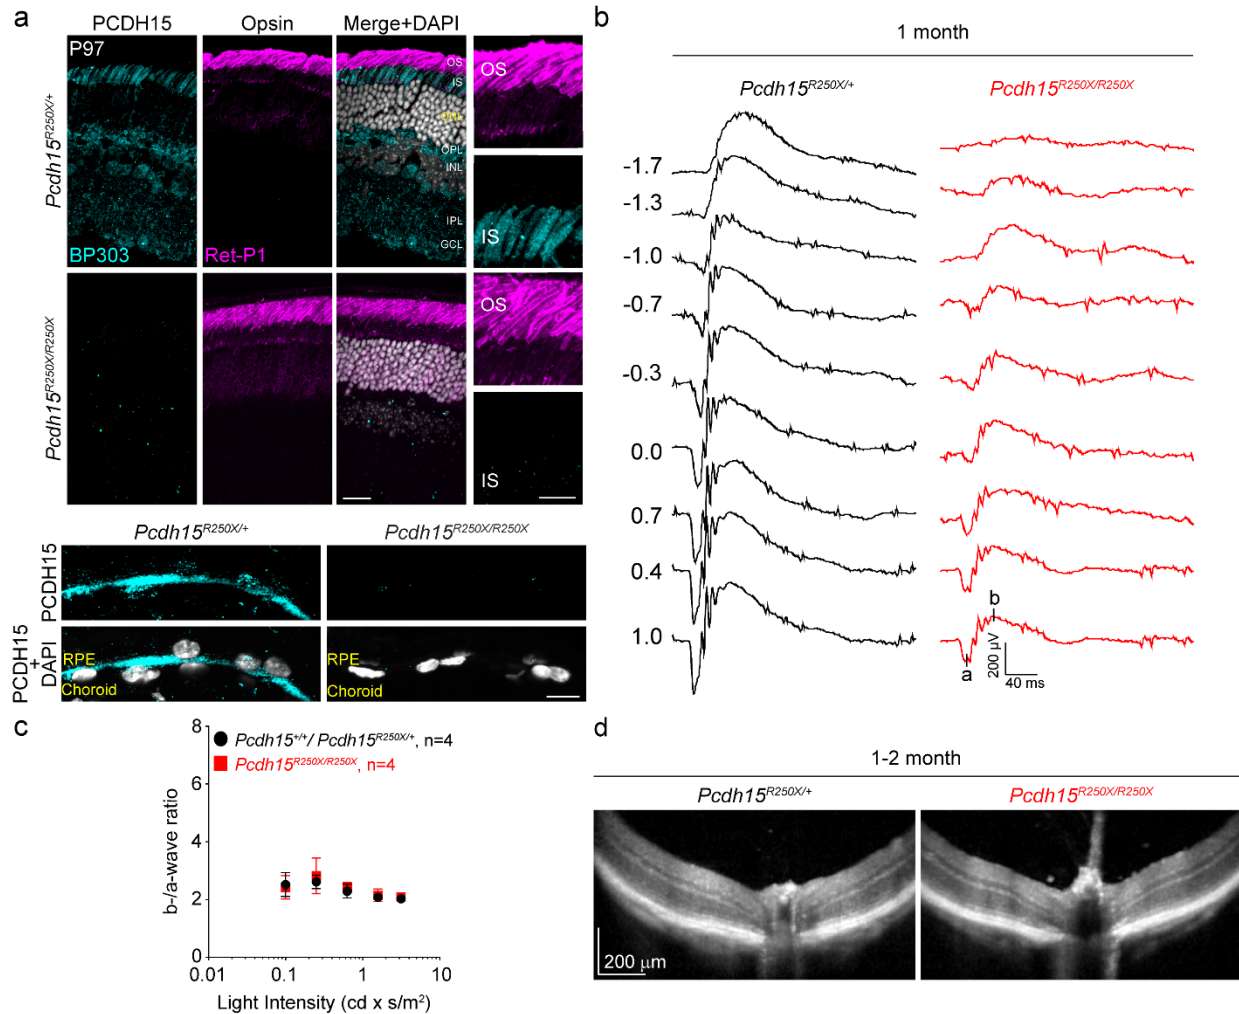 a
PCDH15 Opsin Merge+DAPI
P97
Pcdh15R250X/+
BP303
Ret-P1
OS
IS
ONL
OPL
INL
IPL
GCL
OS
IS
Pcdh15R250X/R250X
OS
IS
Pcdh15R250X/+ Pcdh15R250X/R250X
PCDH15
PCDH15
+
DAPI
RPE
Choroid
RPE
Choroid
b
1 month
Pcdh15R250X/+ Pcdh15R250X/R250X
-1.7
-1.3
-1.0
-0.7
-0.3
0.0
0.7
0.4
1.0
b
a
200 µV
40 ms
c
Pcdh15+/+/ Pcdh15R250X/+, n=4
Pcdh15R250X/R250X, n=4
b-/a-wave ratio
8
6
4
2
0
0.01 0.1 1 10
Light Intensity (cd x s/m2)
d
1-2 month
Pcdh15R250X/+ Pcdh15R250X/R250X
200 µm